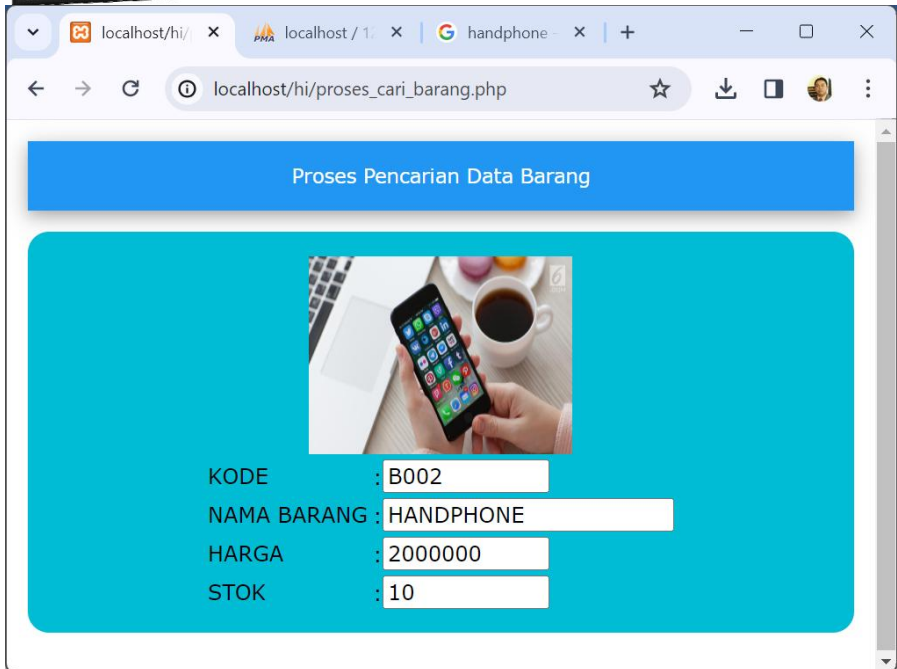 localhost/hi/
localhost / 12
handphone -
localhost/hi/proses_cari_barang.php
Proses Pencarian Data Barang
KODE : B002
NAMA BARANG : HANDPHONE
HARGA : 2000000
STOK : 10